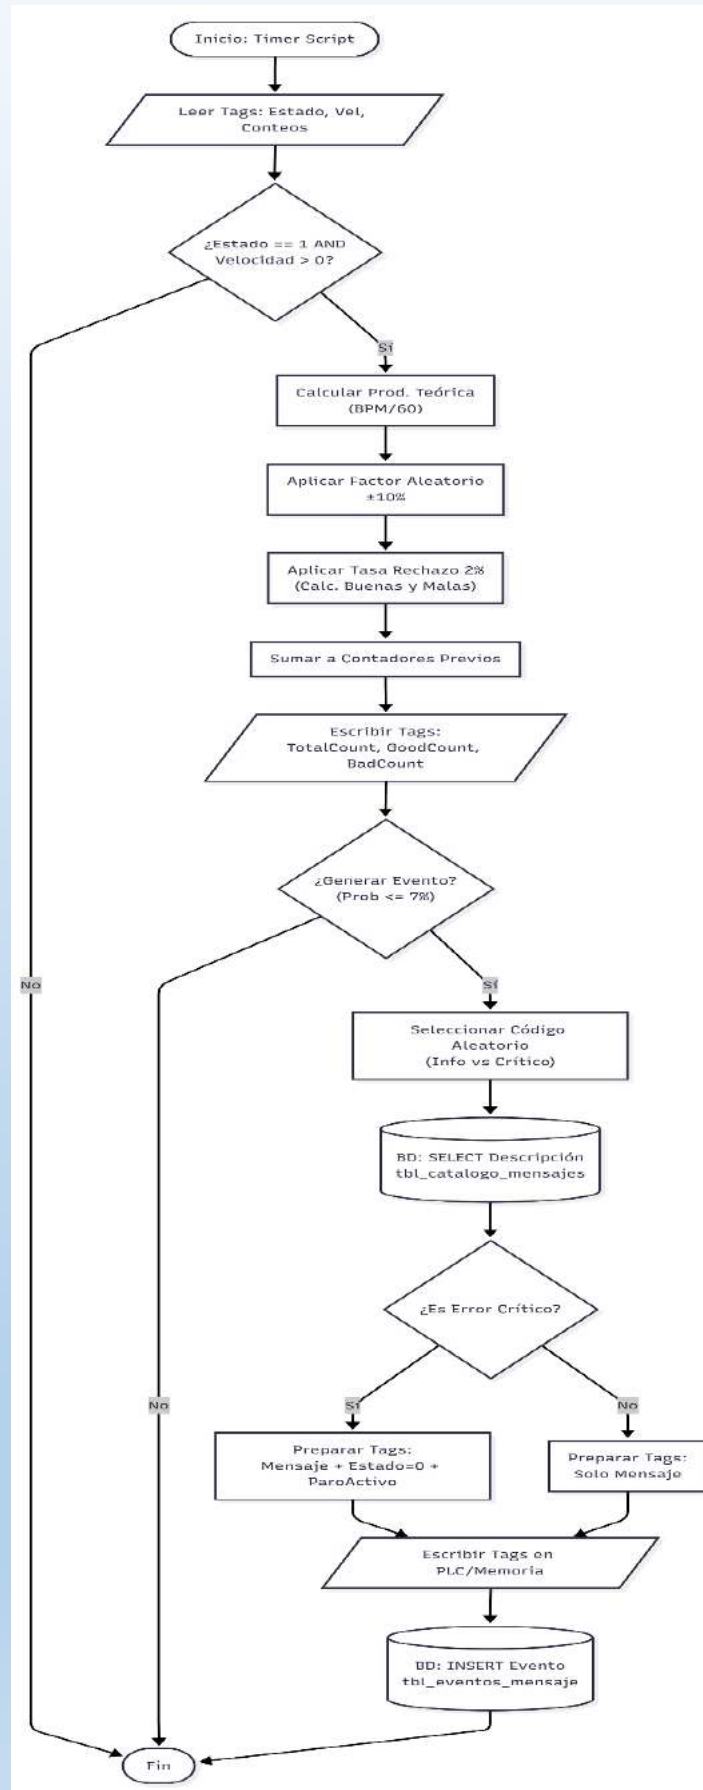 Inicio: Timer Script
Leer Tags: Estado, Vel,
Conteos
¿Estado == 1 AND
Velocidad > 0?
Sí
Calcular Prod. Teórica
(BPM/60)
Aplicar Factor Aleatorio
±10%
Aplicar Tasa Rechazo 2%
(Calc. Buenas y Malas)
Sumar a Contadores Previos
Escribir Tags:
TotalCount, GoodCount,
BadCount
¿Generar Evento?
(Prob <= 7%)
No
Sí
Seleccionar Código
Aleatorio
(Info vs Crítico)
BD: SELECT Descripción
tbl_catalogo_mensajes
¿Es Error Crítico?
No
Sí
No
Preparar Tags:
Mensaje + Estado=0 +
ParoActivo
Preparar Tags:
Solo Mensaje
Escribir Tags en
PLC/Memoria
BD: INSERT Evento
tbl_eventos_mensaje
Fin